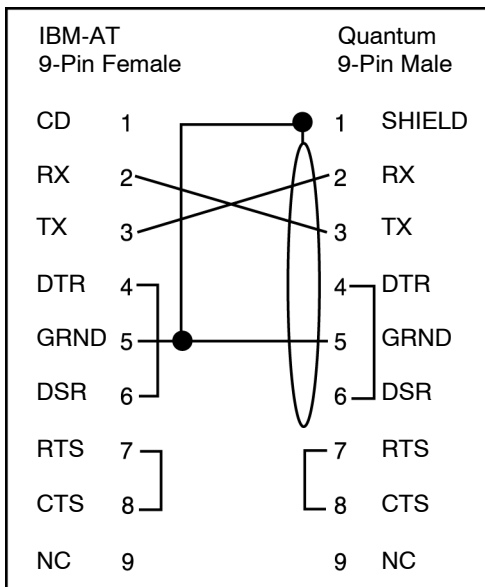 IBM-AT Quantum
9-Pin Female 9-Pin Male
CD 1 1 SHIELD
RX 2 2 RX
TX 3 3 TX
DTR 4 4 DTR
GRND 5 5 GRND
DSR 6 6 DSR
RTS 7 7 RTS
CTS 8 8 CTS
NC 9 9 NC